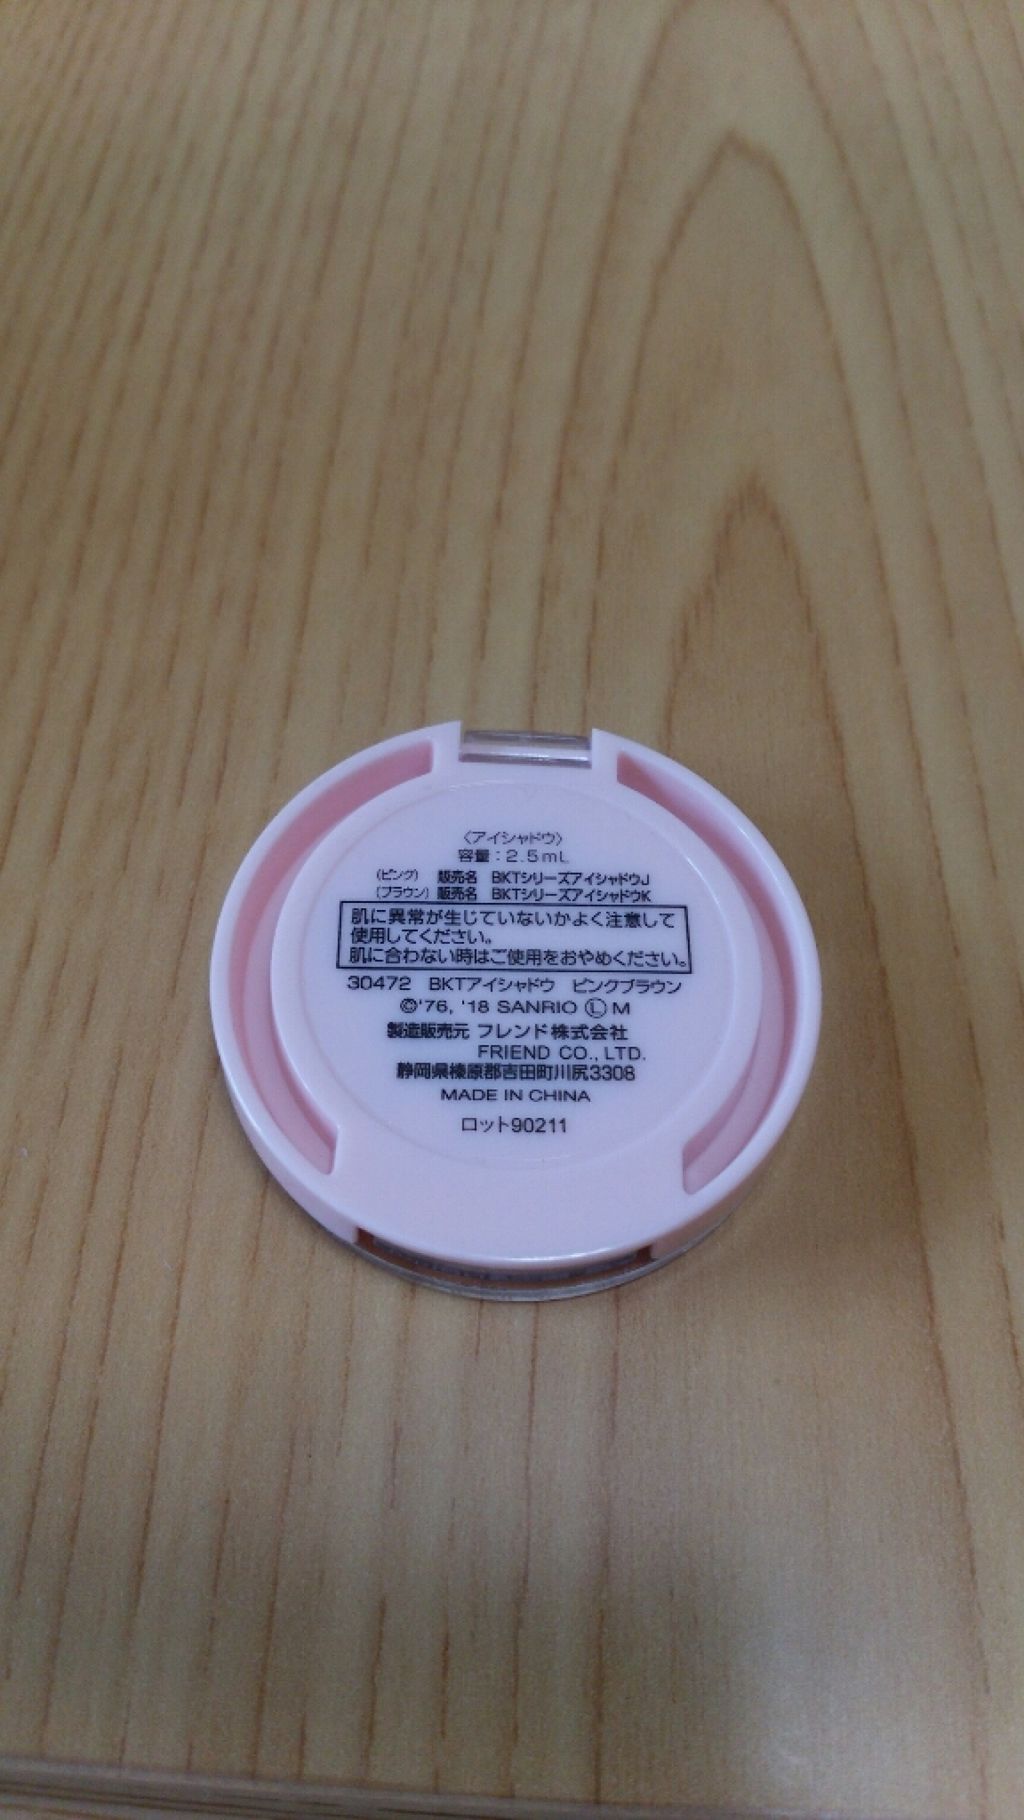 〈アイシャドウ〉
容量：2.5mL
(ピンク) 販売名 BKTシリーズアイシャドウJ
(ブラウン) 販売名 BKTシリーズアイシャドウK
肌に異常が生じていないかよく注意して
使用してください。
肌に合わない時はご使用をおやめください。
30472 BKTアイシャドウ ピンクブラウン
©'76, '18 SANRIO Ⓛ M
製造販売元 フレンド株式会社
FRIEND CO., LTD.
静岡県榛原郡吉田町川尻3308
MADE IN CHINA
ロット90211